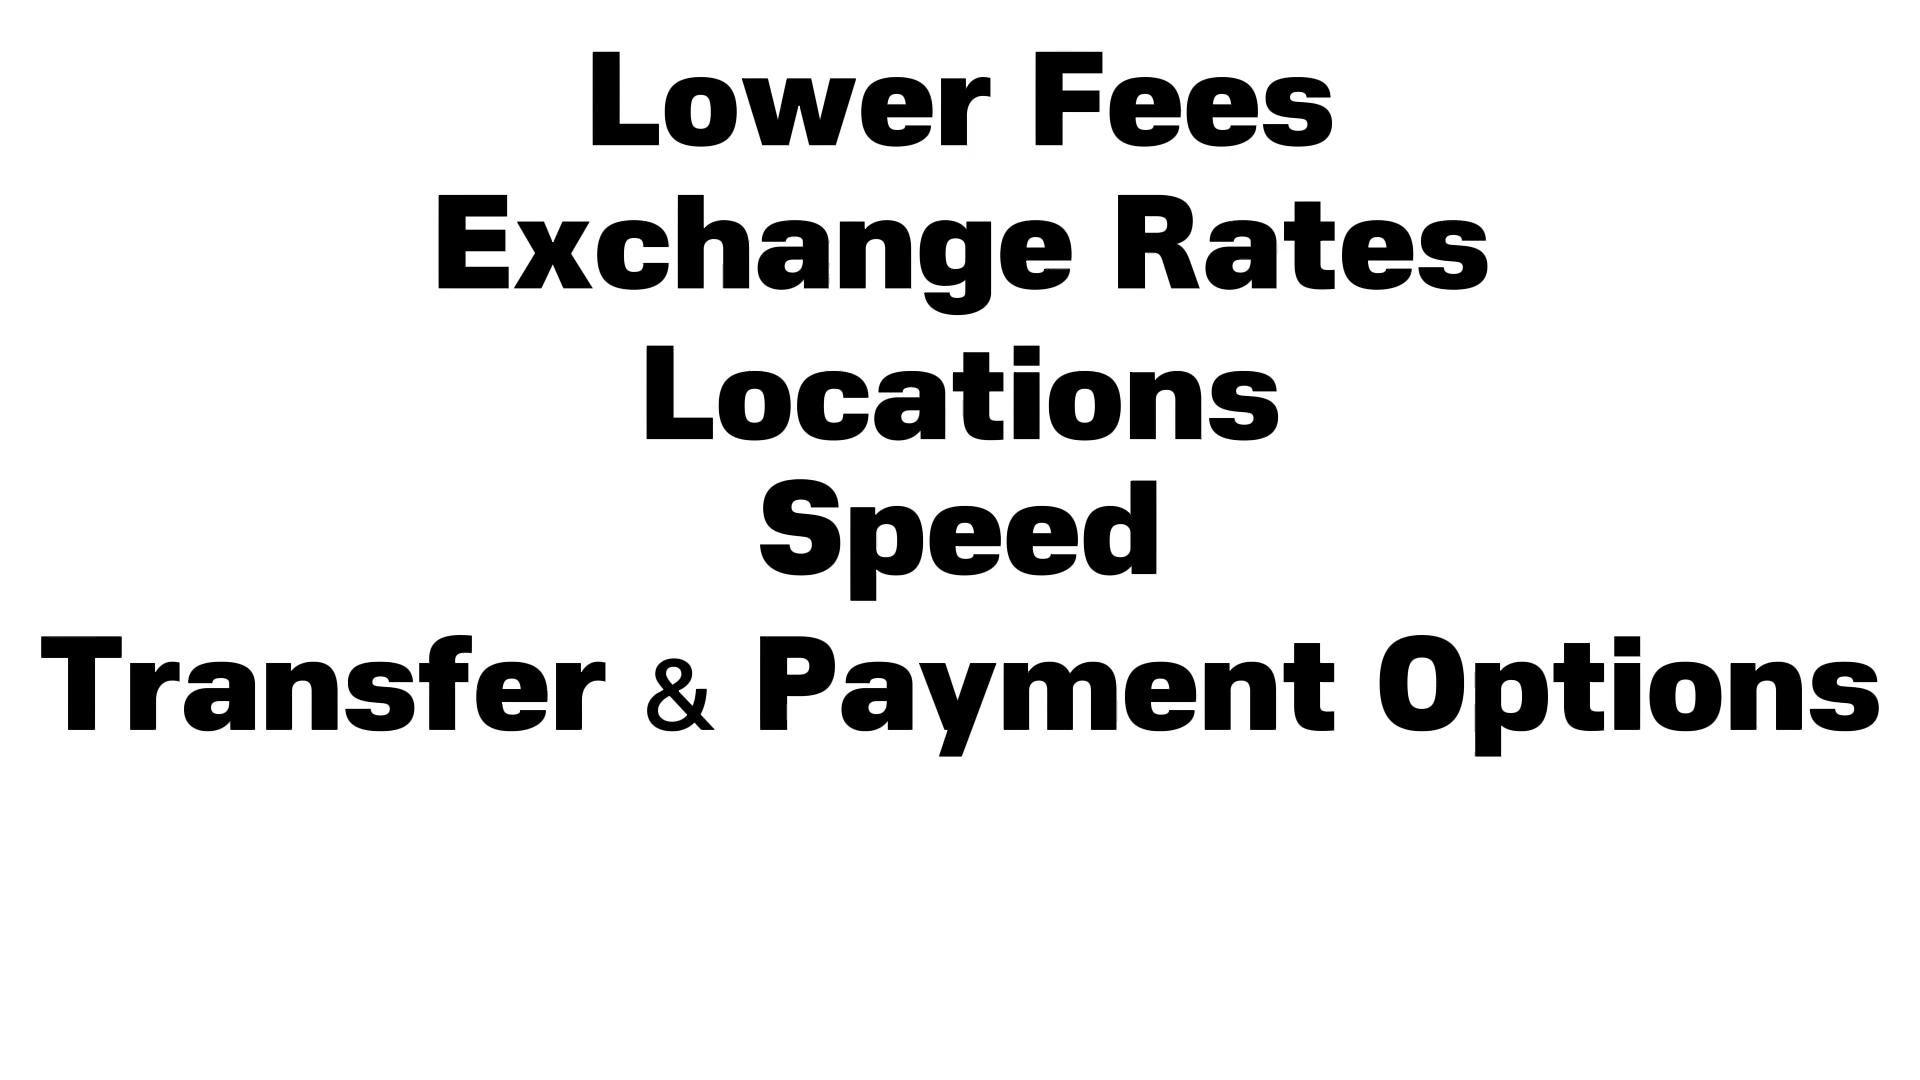 Lower Fees
Exchange Rates
Locations
Speed
Transfer & Payment Options